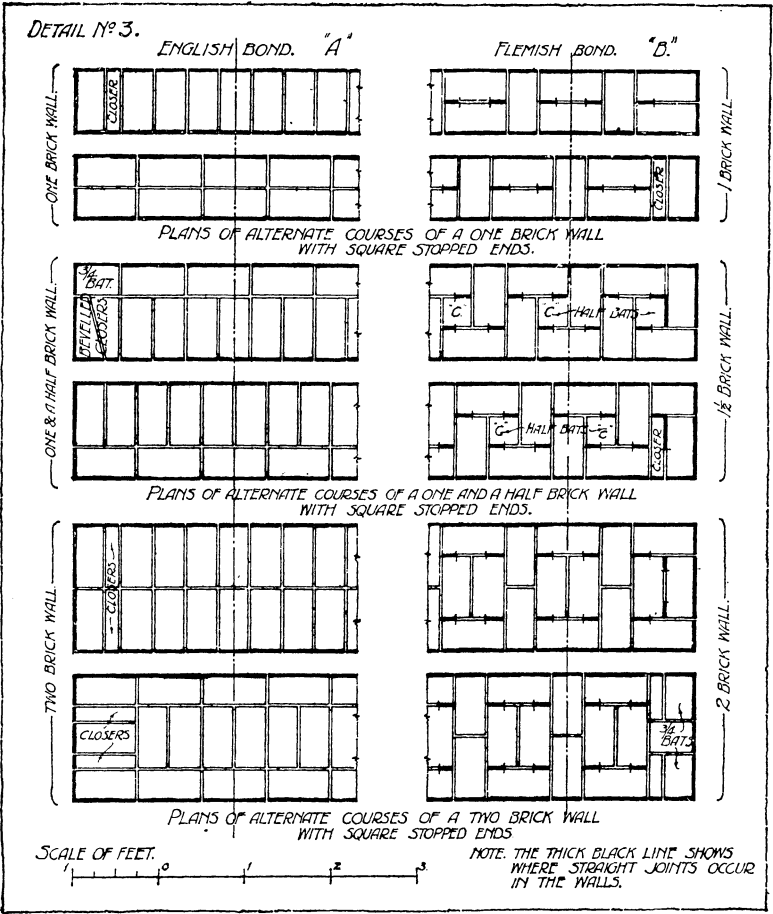 DETAIL No 3.
ENGLISH BOND. "A"
FLEMISH BOND. "B."
ONE BRICK WALL.
CLOSER
CLOSER
1 BRICK WALL.
PLANS OF ALTERNATE COURSES OF A ONE BRICK WALL
WITH SQUARE STOPPED ENDS.
ONE & A HALF BRICK WALL.
3/4
BAT.
BEVELLED
CLOSERS
"C"
"C" HALF BATS
"C" HALF BATS "C"
CLOSER
1½ BRICK WALL.
PLANS OF ALTERNATE COURSES OF A ONE AND A HALF BRICK WALL
WITH SQUARE STOPPED ENDS.
TWO BRICK WALL.
CLOSERS
CLOSERS
3/4
BATS
2 BRICK WALL.
PLANS OF ALTERNATE COURSES OF A TWO BRICK WALL
WITH SQUARE STOPPED ENDS
SCALE OF FEET.
1 0 1 2 3.
NOTE. THE THICK BLACK LINE SHOWS
WHERE STRAIGHT JOINTS OCCUR
IN THE WALLS.